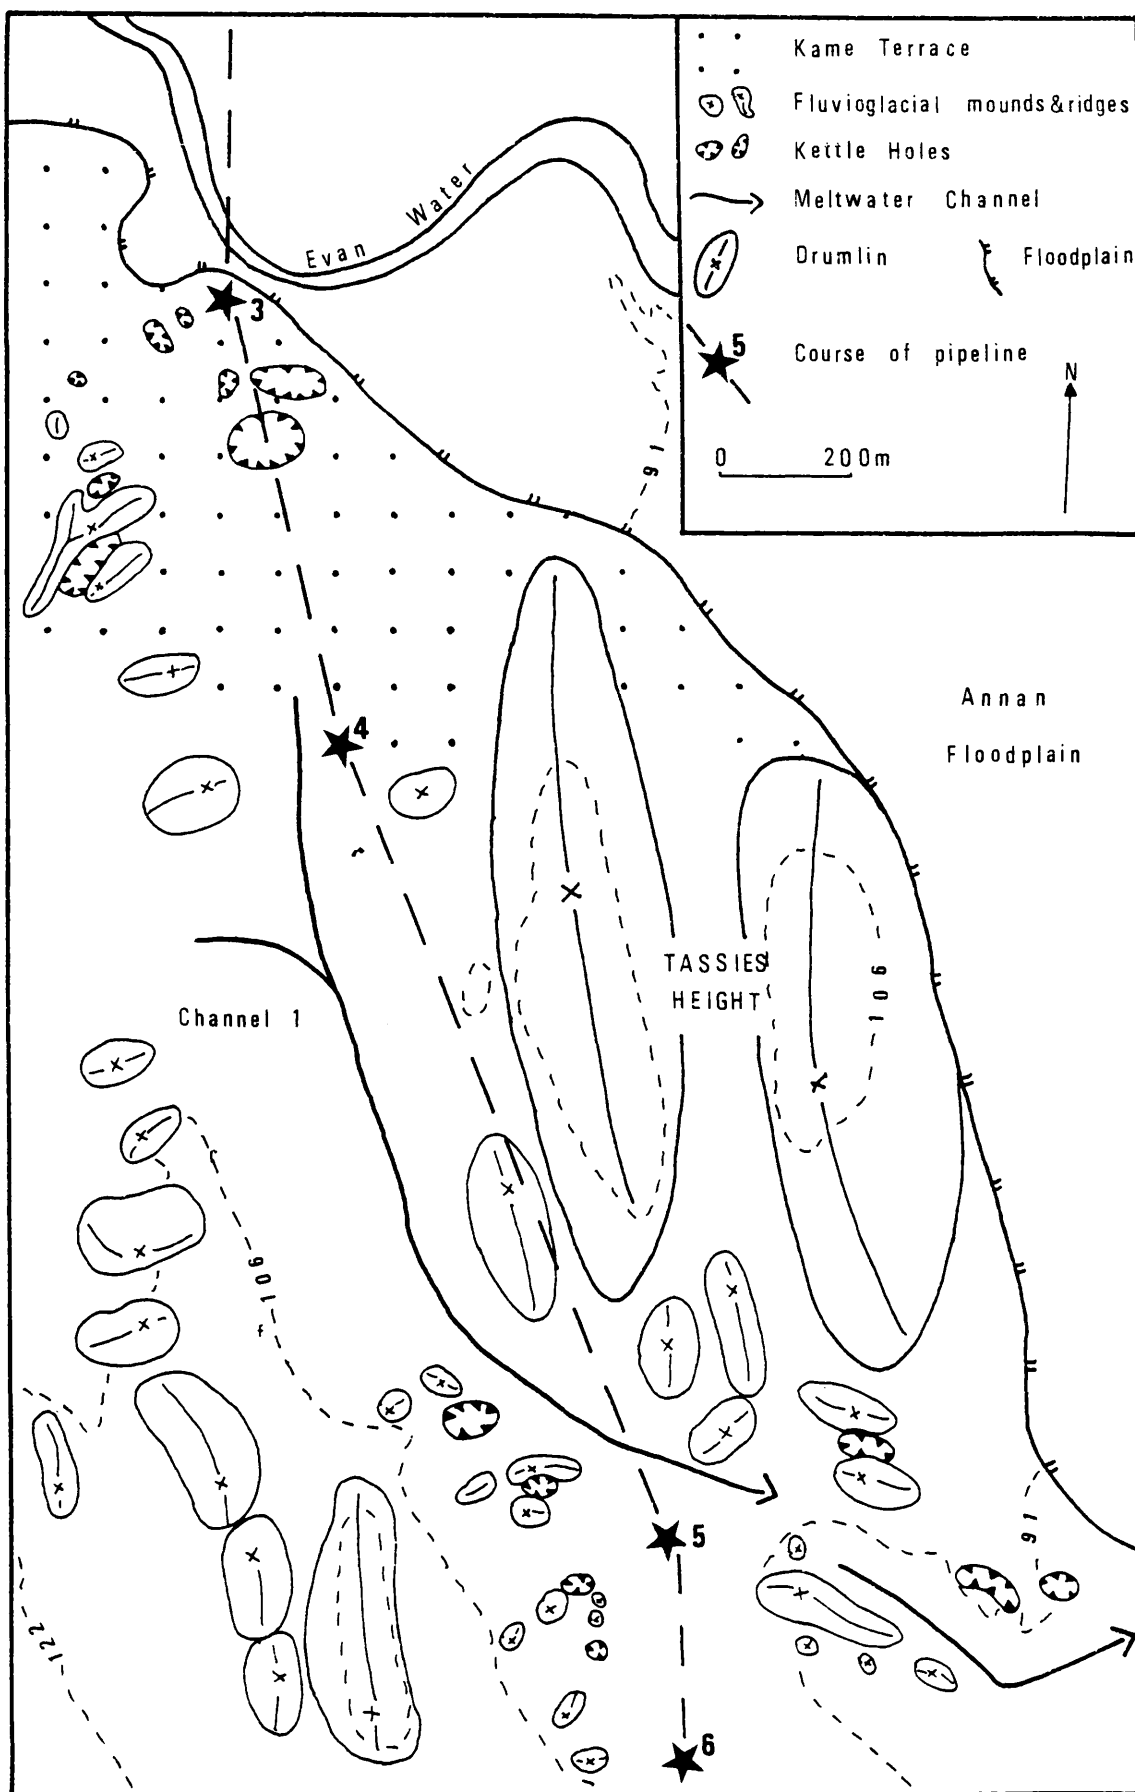 Kame Terrace
Fluvioglacial mounds&ridges
Kettle Holes
Meltwater Channel
Drumlin
Floodplain
5
Course of pipeline
N
0 200m
Evan Water
3
91
4
Annan
Floodplain
TASSIES
HEIGHT
106
Channel 1
106
5
91
122
6